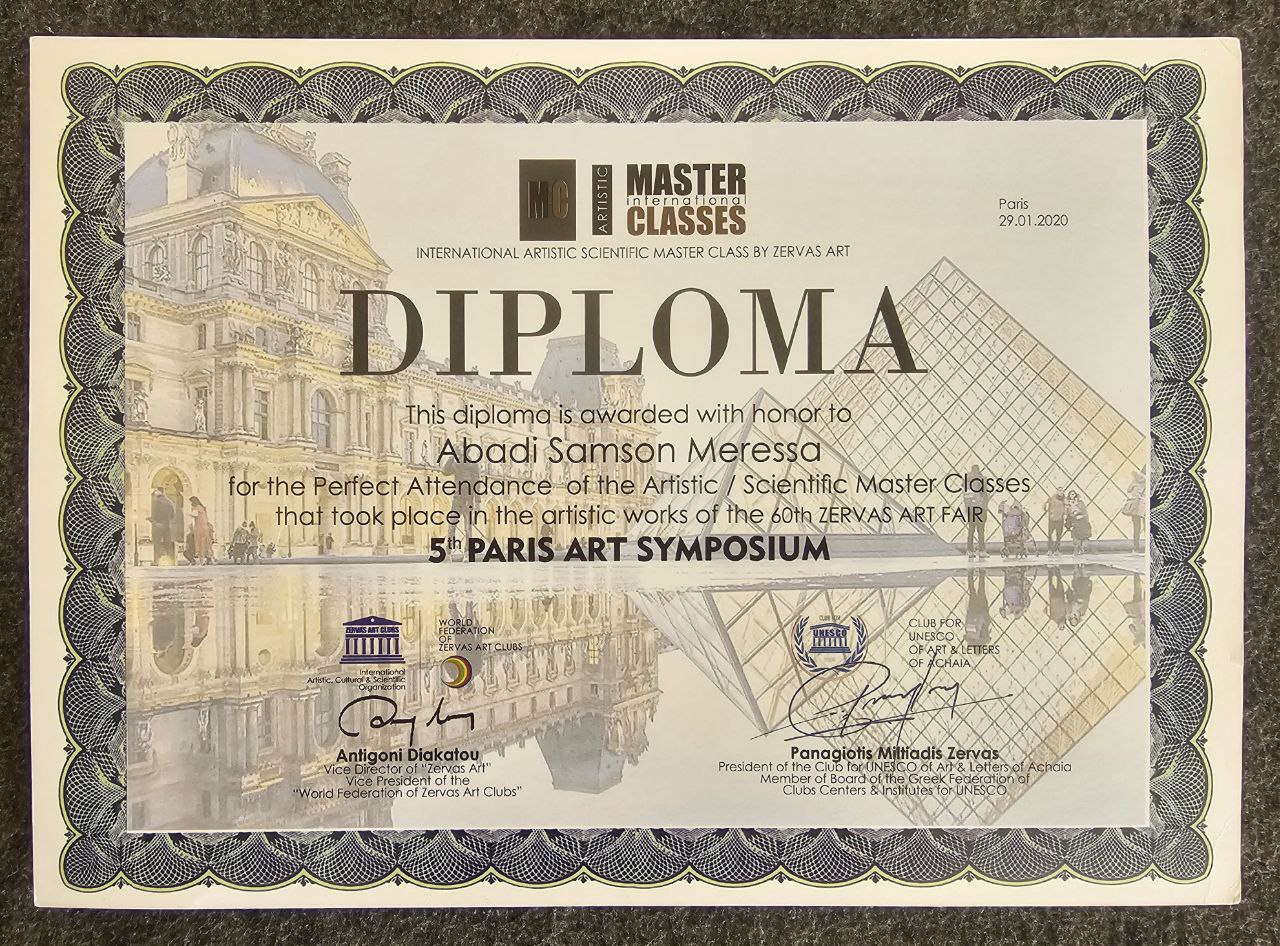 MC
ARTISTIC
MASTER
international
CLASSES
Paris
29.01.2020
INTERNATIONAL ARTISTIC SCIENTIFIC MASTER CLASS BY ZERVAS ART
DIPLOMA
This diploma is awarded with honor to
Abadi Samson Meressa
for the Perfect Attendance of the Artistic / Scientific Master Classes
that took place in the artistic works of the 60th ZERVAS ART FAIR
5th PARIS ART SYMPOSIUM
ZERVAS ART CLUBS
International
Artistic, Cultural & Scientific
Organization
WORLD
FEDERATION
OF
ZERVAS ART CLUBS
CLUB FOR
UNESCO
CLUB FOR
UNESCO
OF ART & LETTERS
OF ACHAIA
Antigoni Diakatou
Vice Director of "Zervas Art"
Vice President of the
"World Federation of Zervas Art Clubs"
Panagiotis Miltiadis Zervas
President of the Club for UNESCO of Art & Letters of Achaia
Member of Board of the Greek Federation of
Clubs Centers & Institutes for UNESCO